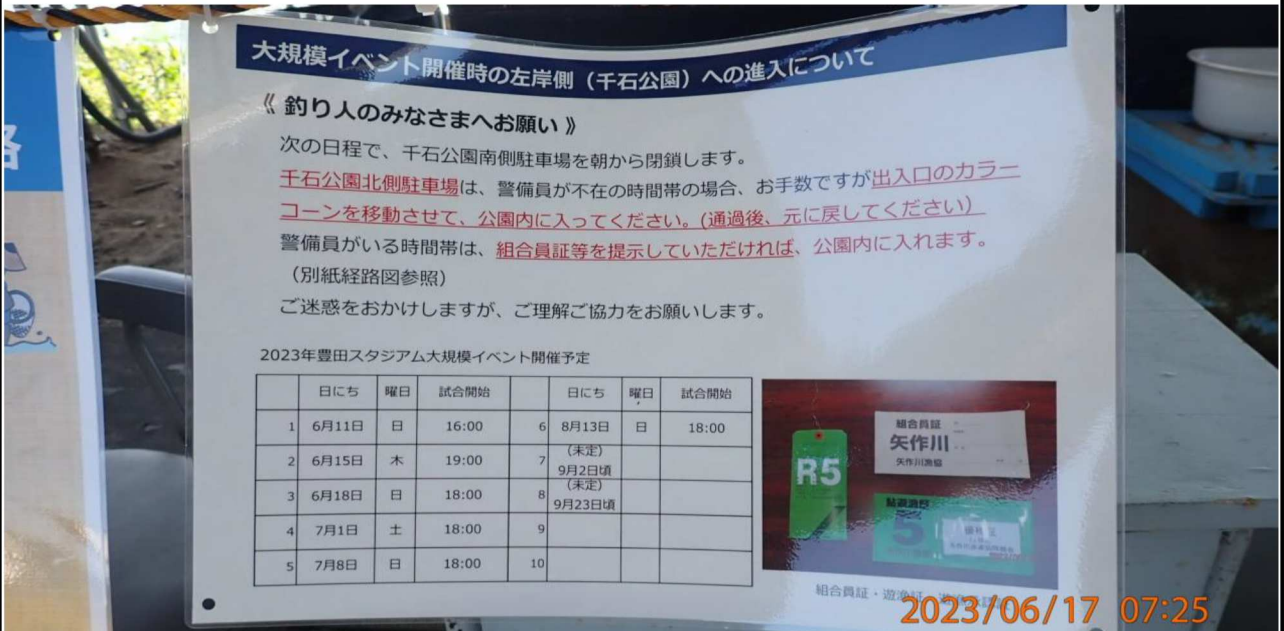 大規模イベント開催時の左岸側（千石公園）への進入について
《 釣り人のみなさまへお願い 》
次の日程で、千石公園南側駐車場を朝から閉鎖します。
千石公園北側駐車場は、警備員が不在の時間帯の場合、お手数ですが出入口のカラー
コーンを移動させて、公園内に入ってください。(通過後、元に戻してください）
警備員がいる時間帯は、組合員証等を提示していただければ、公園内に入れます。
（別紙経路図参照）
ご迷惑をおかけしますが、ご理解ご協力をお願いします。
2023年豊田スタジアム大規模イベント開催予定
日にち 曜日 試合開始 日にち 曜日 試合開始
1 6月11日 日 16:00 6 8月13日 日 18:00
2 6月15日 木 19:00 7 (未定) 9月2日頃
3 6月18日 日 18:00 8 (未定) 9月23日頃
4 7月1日 土 18:00 9
5 7月8日 日 18:00 10
R5
組合員証
矢作川
矢作川漁協
5
組合員証・遊漁証
2023/06/17 07:25